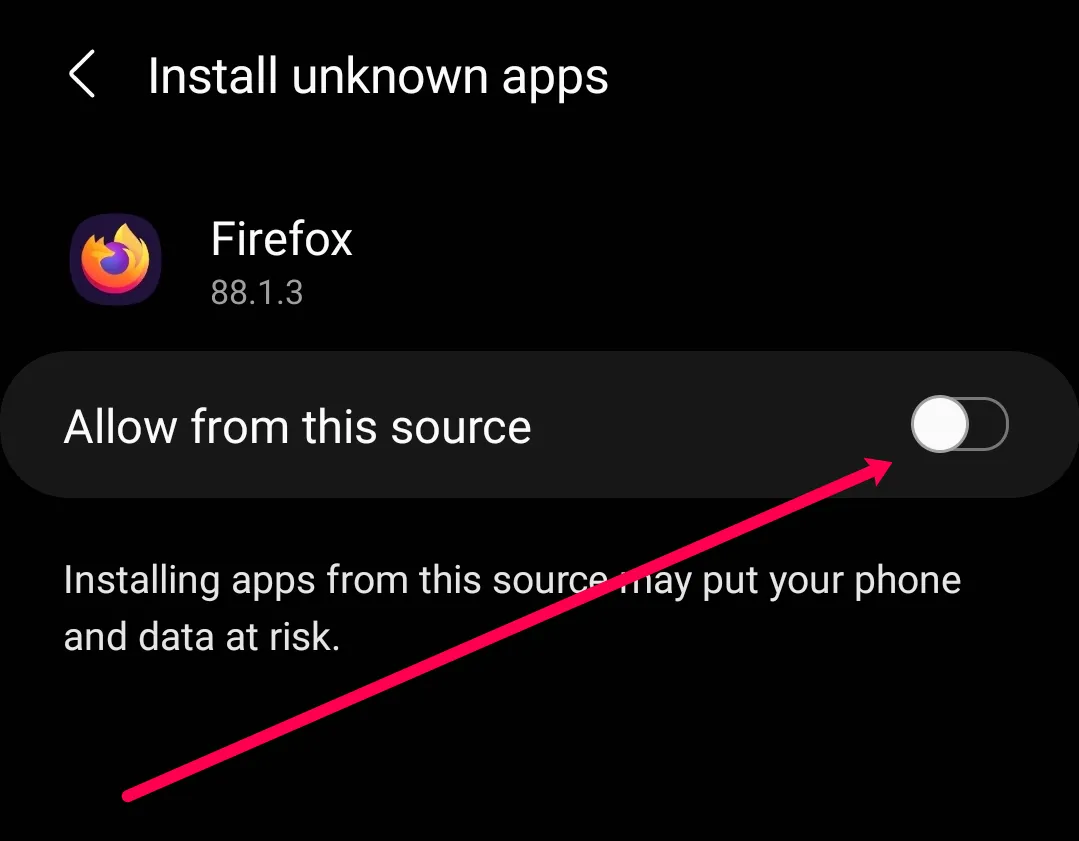 Install unknown apps
Firefox
88.1.3
Allow from this source
Installing apps from this source may put your phone
and data at risk.